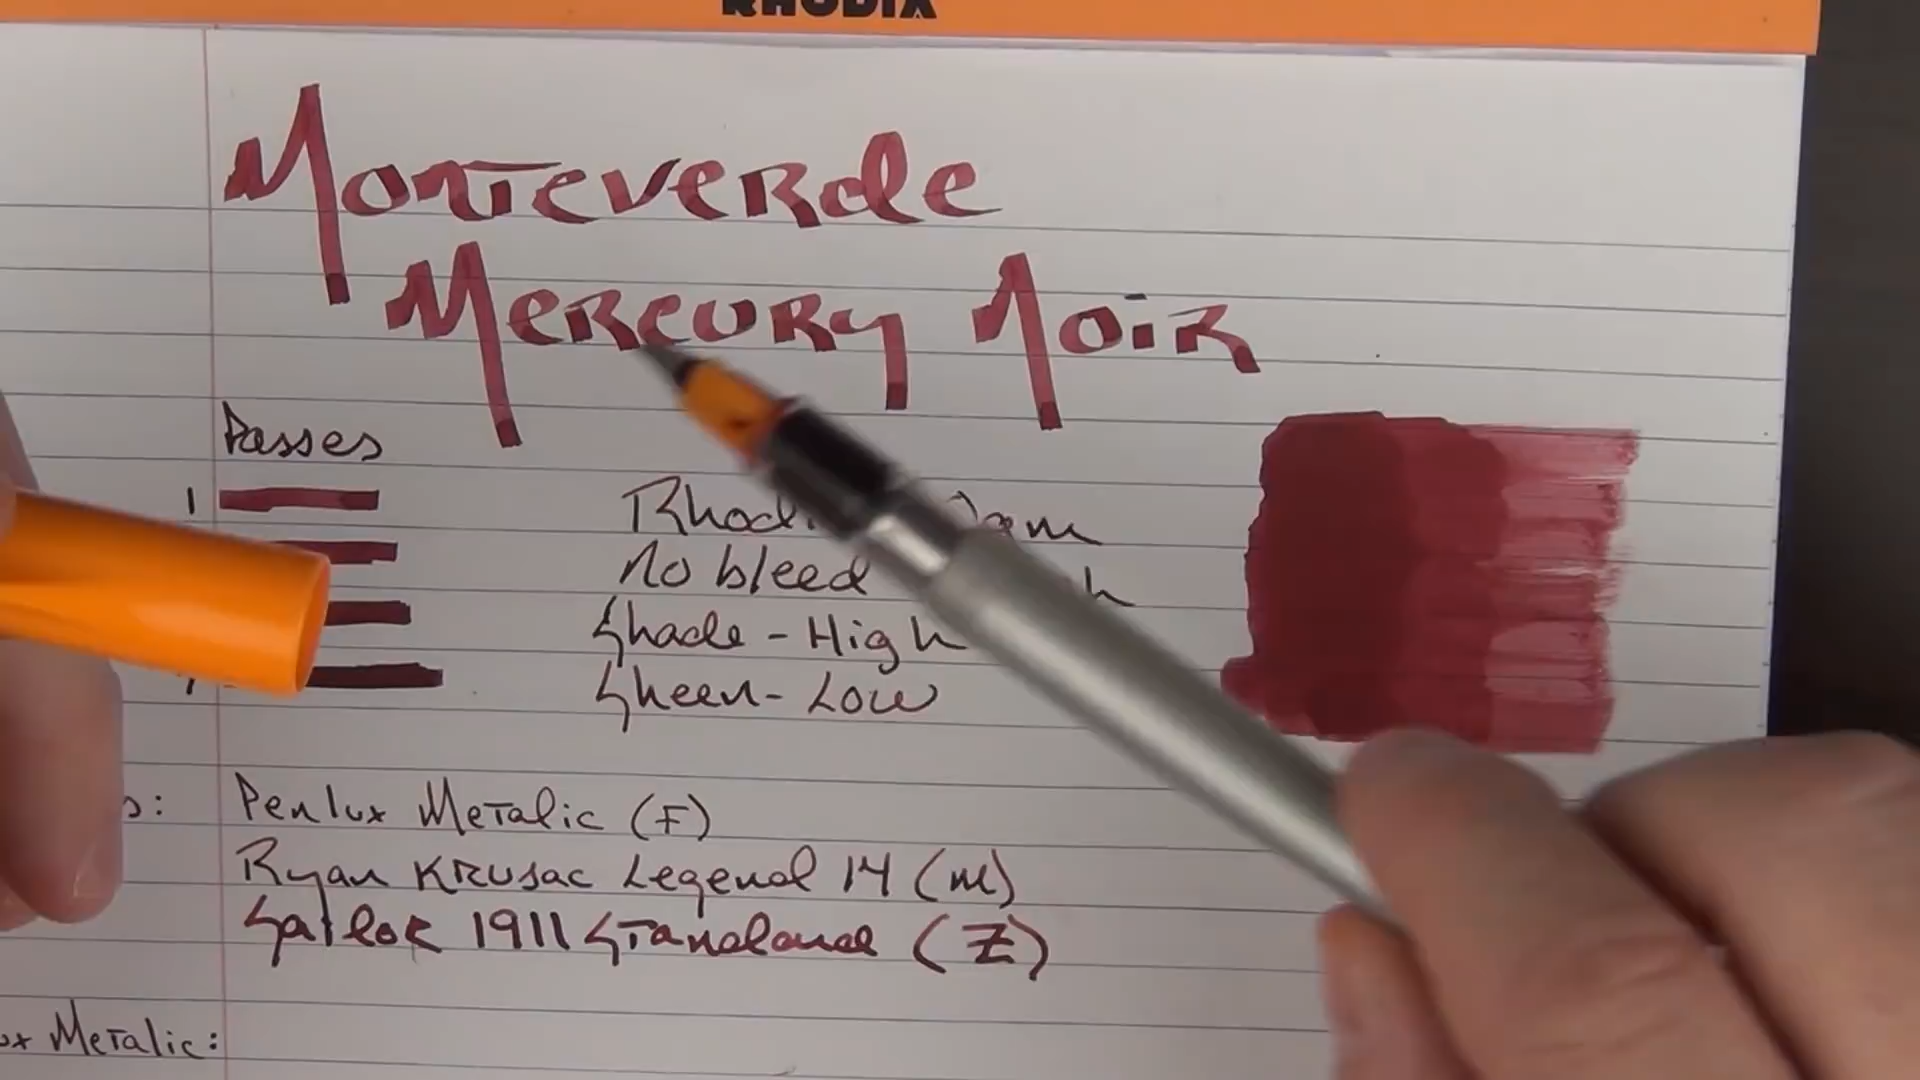 RHODIA
Monteverde
Mercury Noir
Passes
1
No bleed
Shade - High
Sheen - Low
Penlux Metalic (F)
Ryan Krusac Legend 14 (M)
Sailor 1911 Standard (Z)
Metalic: